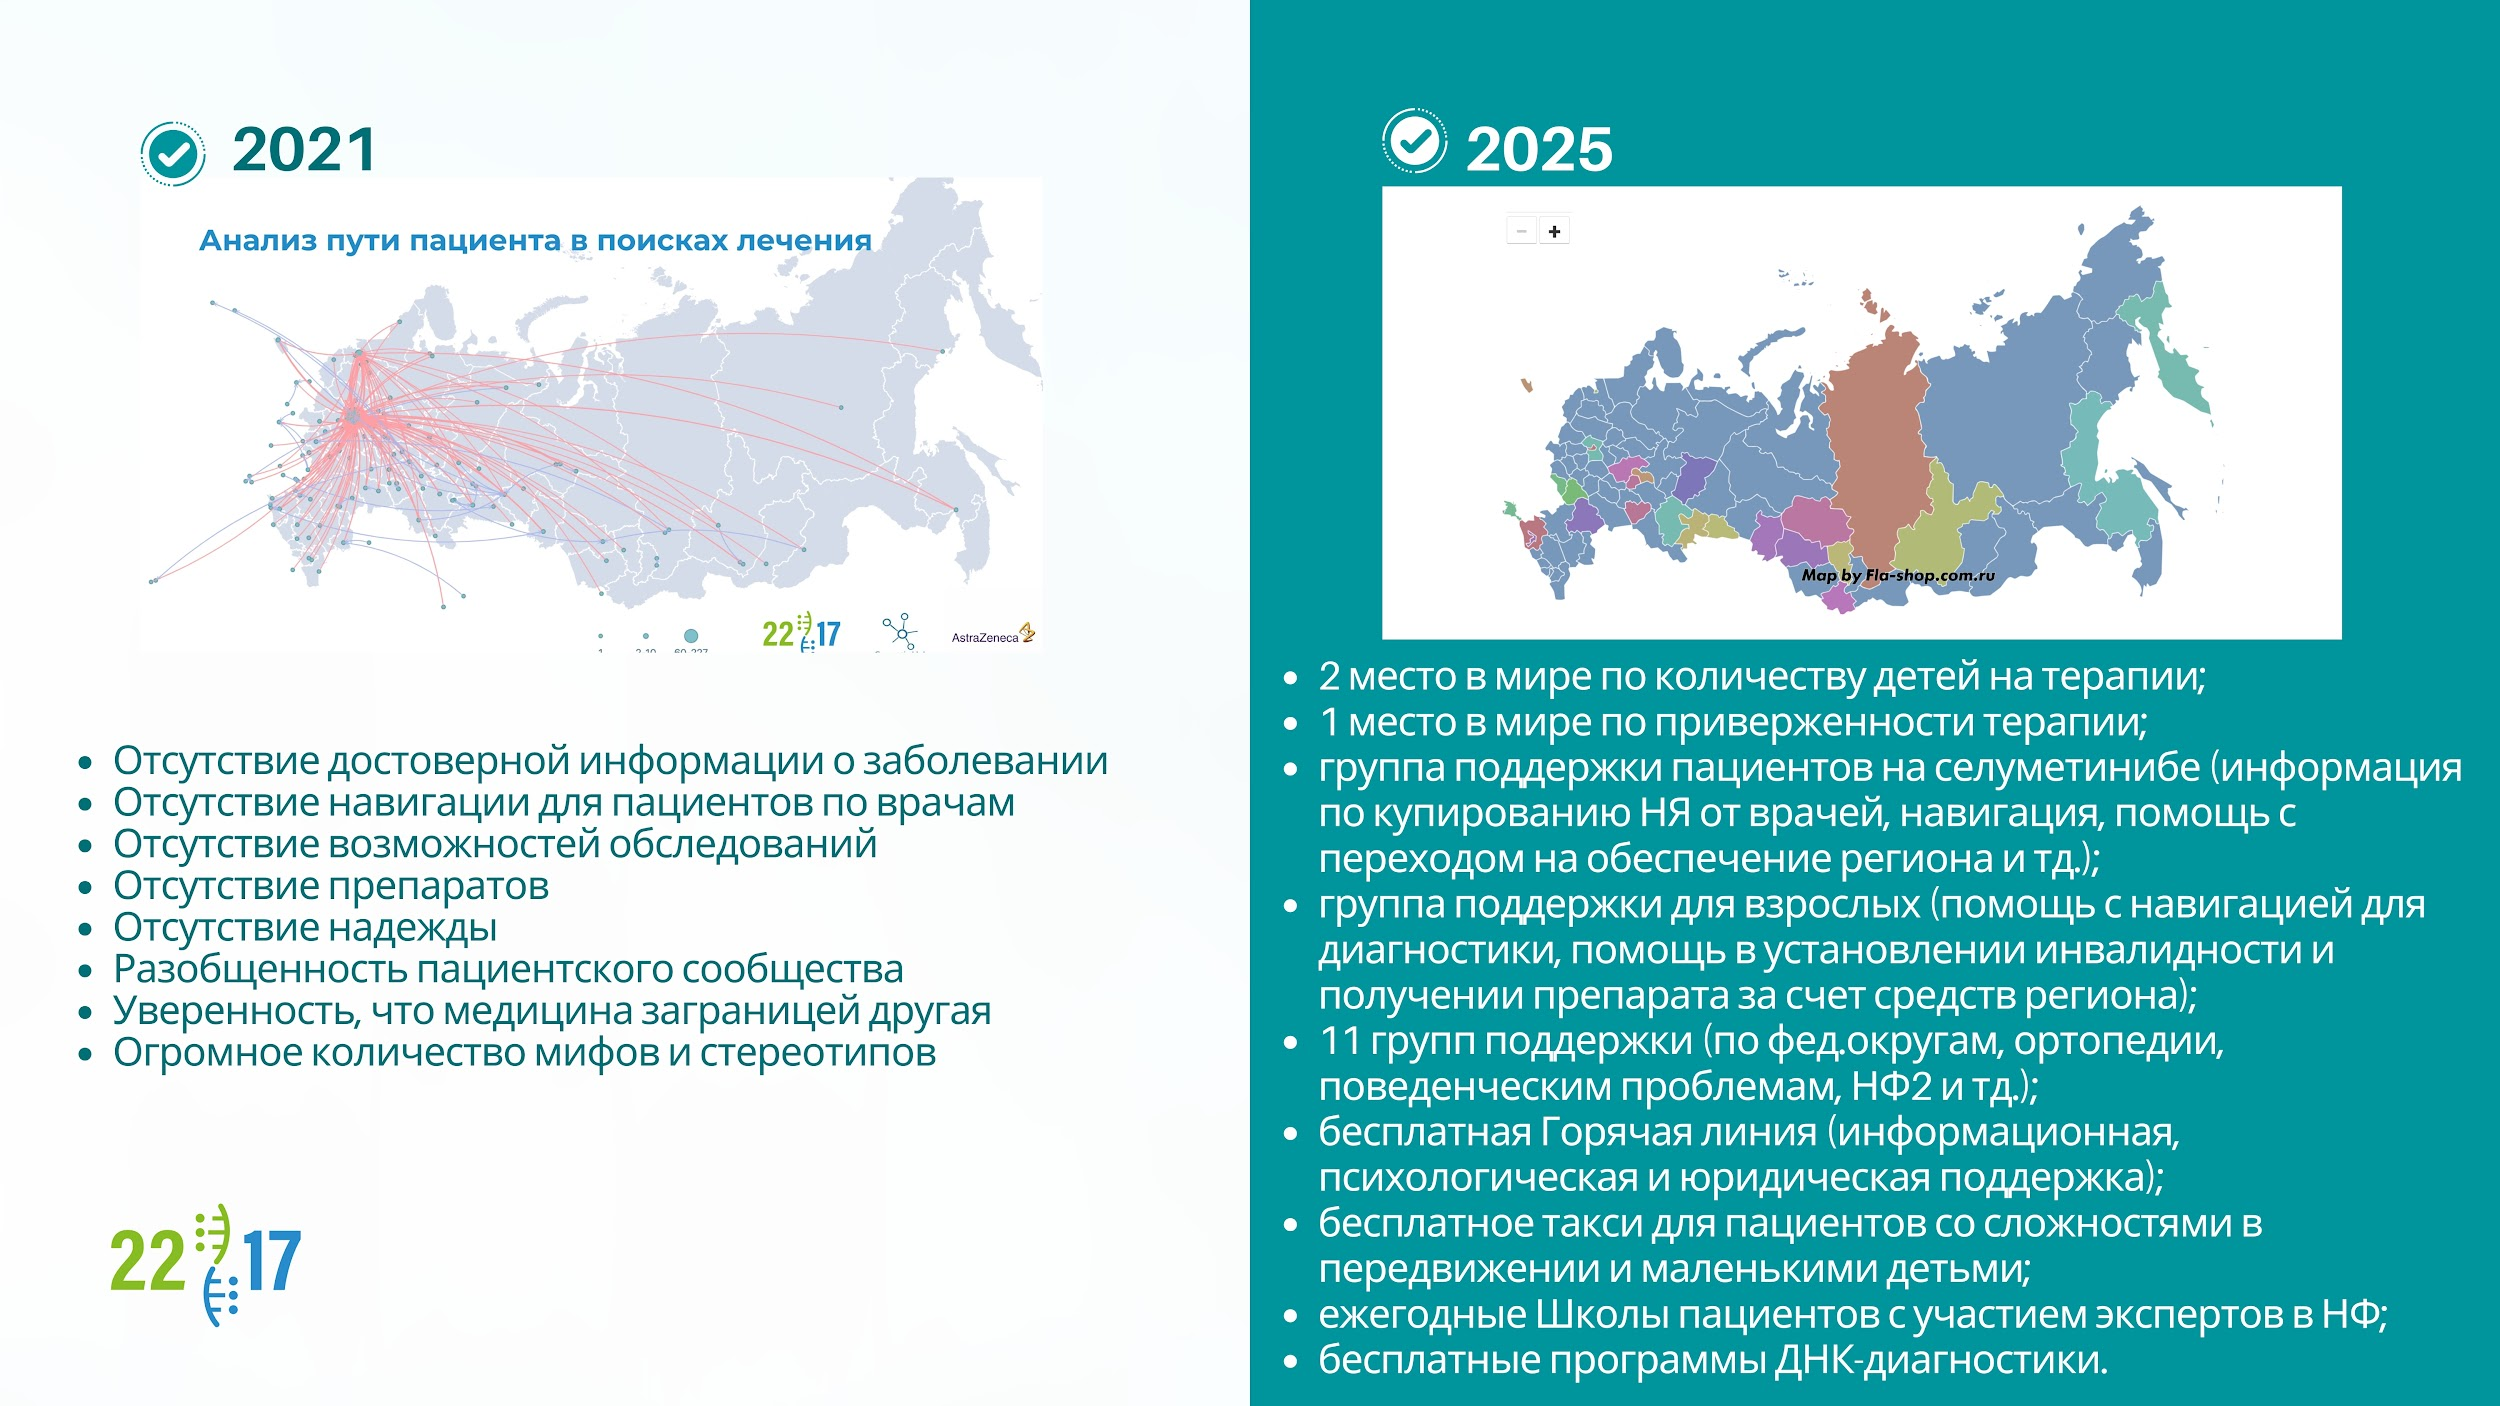 2021
Анализ пути пациента в поисках лечения
22 17
AstraZeneca
Отсутствие достоверной информации о заболевании
Отсутствие навигации для пациентов по врачам
Отсутствие возможностей обследований
Отсутствие препаратов
Отсутствие надежды
Разобщенность пациентского сообщества
Уверенность, что медицина заграницей другая
Огромное количество мифов и стереотипов
22 17
2025
− +
Map by Fla-shop.com.ru
2 место в мире по количеству детей на терапии;
1 место в мире по приверженности терапии;
группа поддержки пациентов на селуметинибе (информация
по купированию НЯ от врачей, навигация, помощь с
переходом на обеспечение региона и тд.);
группа поддержки для взрослых (помощь с навигацией для
диагностики, помощь в установлении инвалидности и
получении препарата за счет средств региона);
11 групп поддержки (по фед.округам, ортопедии,
поведенческим проблемам, НФ2 и тд.);
бесплатная Горячая линия (информационная,
психологическая и юридическая поддержка);
бесплатное такси для пациентов со сложностями в
передвижении и маленькими детьми;
ежегодные Школы пациентов с участием экспертов в НФ;
бесплатные программы ДНК-диагностики.